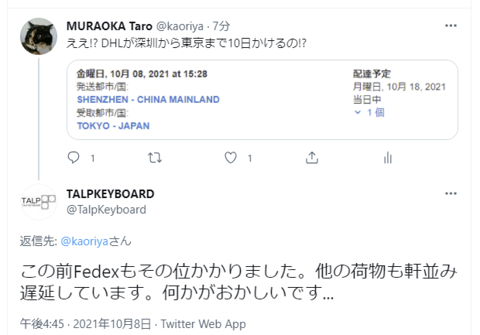 MURAOKA Taro @kaoriya · 7分
ええ!? DHLが深圳から東京まで10日かけるの!?
金曜日, 10月 08, 2021 at 15:28
配達予定
発送都市/国:
月曜日, 10月 18, 2021
SHENZHEN - CHINA MAINLAND
当日中
受取都市/国:
1 個
TOKYO - JAPAN
1 1
TALP
TALPKEYBOARD
@TalpKeyboard
返信先: @kaoriyaさん
この前Fedexもその位かかりました。他の荷物も軒並み
遅延しています。何かがおかしいです...
午後4:45 · 2021年10月8日 · Twitter Web App